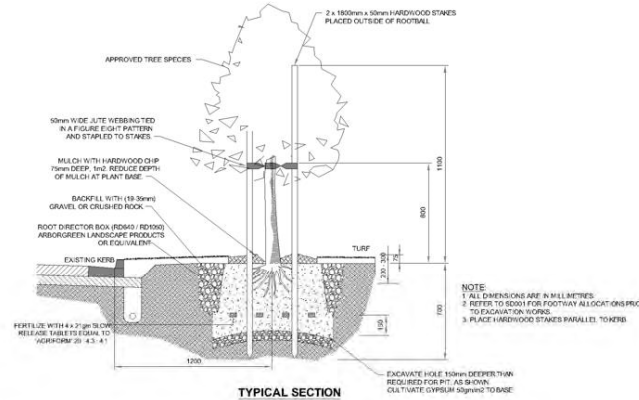 2 x 1800mm x 50mm HARDWOOD STAKES
PLACED OUTSIDE OF ROOTBALL
APPROVED TREE SPECIES
50mm WIDE JUTE WEBBING TIED
IN A FIGURE EIGHT PATTERN
AND STAPLED TO STAKES.
MULCH WITH HARDWOOD CHIP
75mm DEEP, 1m2. REDUCE DEPTH
OF MULCH AT PLANT BASE.
BACKFILL WITH (19-36mm)
GRAVEL OR CRUSHED ROCK
ROOT DIRECTOR BOX (RD640 / RD1050)
ARBORGREEN LANDSCAPE PRODUCTS
OR EQUIVALENT
EXISTING KERB
TURF
1100
800
300
75
230
700
150
FERTILIZE WITH 4 x 21gm SLOW
RELEASE TABLETS EQUAL TO
'AGRIFORM' 20 : 4.3 : 4.1
1200
NOTE
1. ALL DIMENSIONS ARE IN MILLIMETRES
2. REFER TO SD001 FOR FOOTWAY ALLOCATIONS PRIO
TO EXCAVATION WORKS.
3. PLACE HARDWOOD STAKES PARALLEL TO KERB
EXCAVATE HOLE 150mm DEEPER THAN
REQUIRED FOR PIT, AS SHOWN.
CULTIVATE GYPSUM 50gm/m2 TO BASE
TYPICAL SECTION